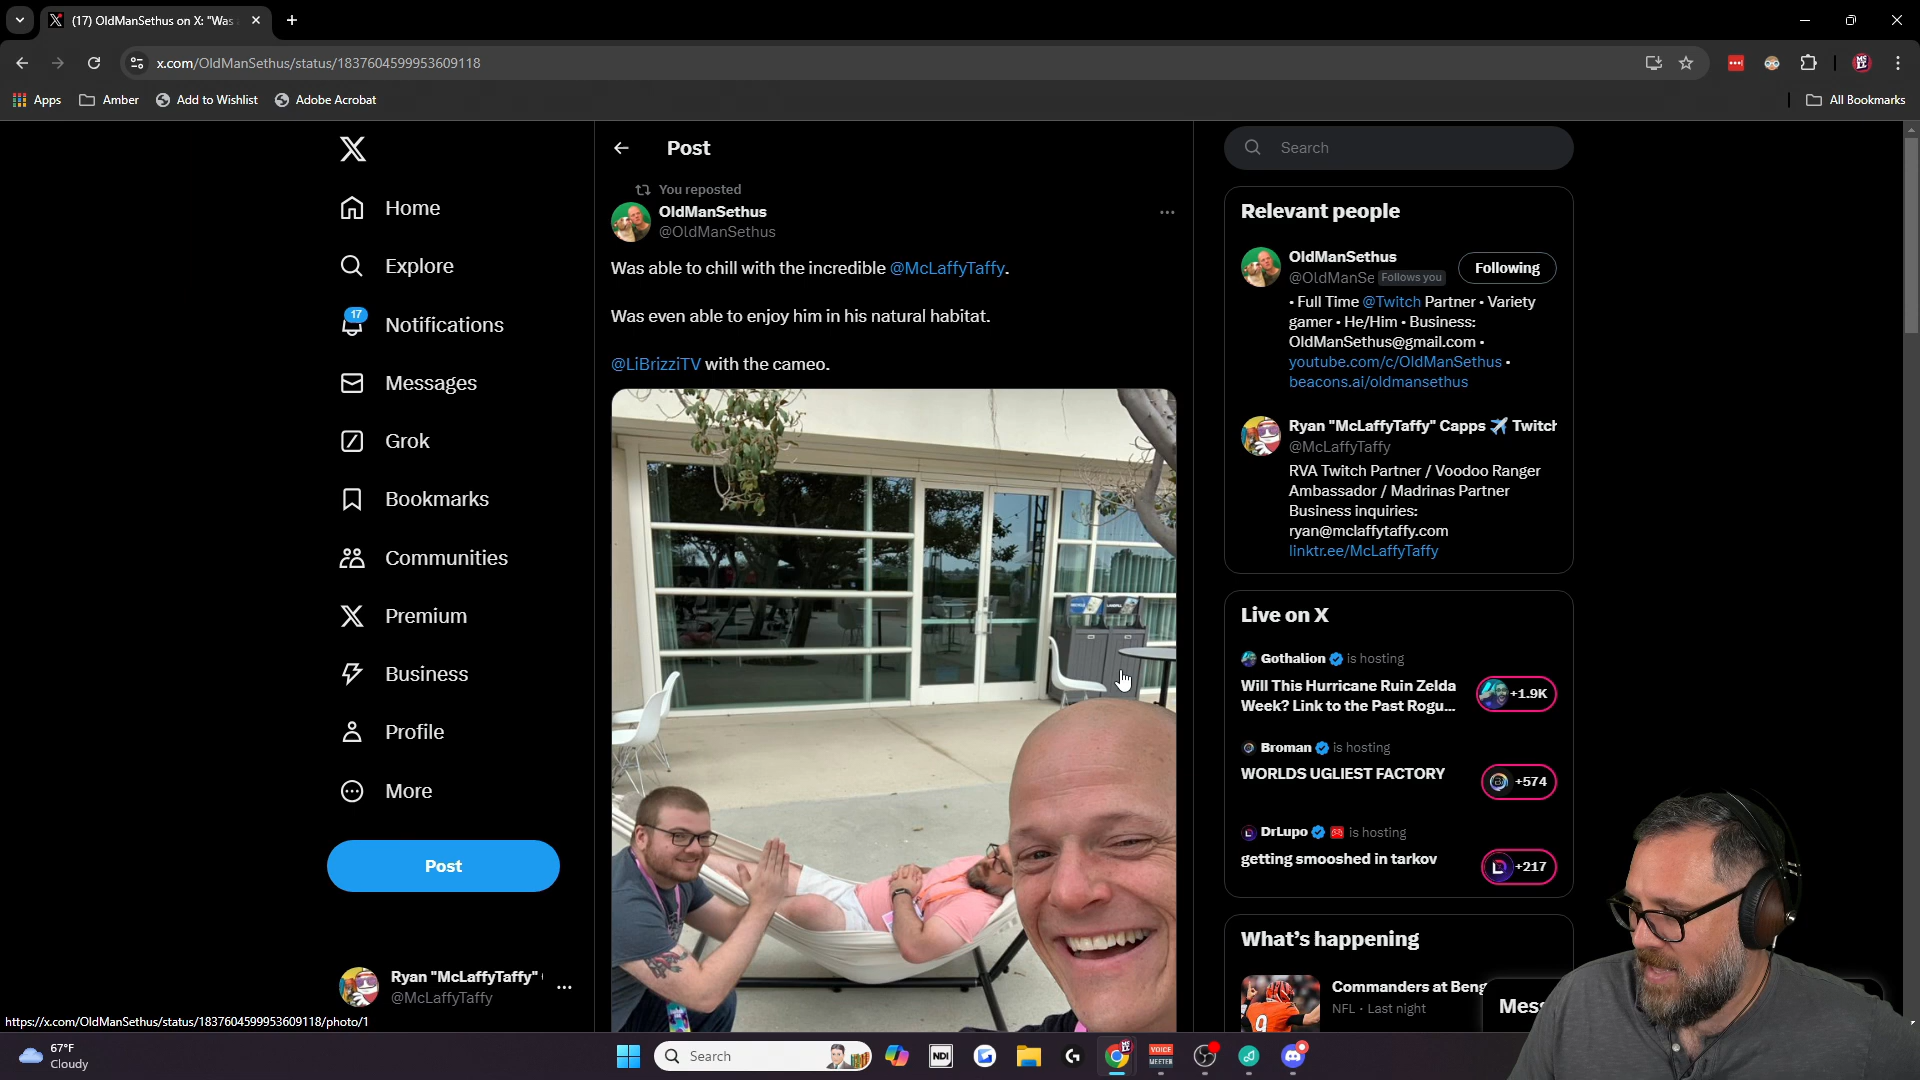 (17) OldManSethus on X: "Was
x.com/OldManSethus/status/1837604599953609118
Apps
Amber
Add to Wishlist
Adobe Acrobat
All Bookmarks
Home
Explore
17
Notifications
Messages
Grok
Bookmarks
Communities
Premium
Business
Profile
More
Post
Ryan "McLaffyTaffy"
@McLaffyTaffy
Post
You reposted
OldManSethus
@OldManSethus
Was able to chill with the incredible @McLaffyTaffy.
Was even able to enjoy him in his natural habitat.
@LiBrizziTV with the cameo.
Search
Relevant people
OldManSethus
@OldManSe Follows you
Following
• Full Time @Twitch Partner • Variety
gamer • He/Him • Business:
OldManSethus@gmail.com •
youtube.com/c/OldManSethus •
beacons.ai/oldmansethus
Ryan "McLaffyTaffy" Capps ✈️ Twitch
@McLaffyTaffy
RVA Twitch Partner / Voodoo Ranger
Ambassador / Madrinas Partner
Business inquiries:
ryan@mclaffytaffy.com
linktr.ee/McLaffyTaffy
Live on X
Gothalion is hosting
Will This Hurricane Ruin Zelda
Week? Link to the Past Rogu...
+1.9K
Broman is hosting
WORLDS UGLIEST FACTORY
+574
DrLupo is hosting
getting smooshed in tarkov
+217
What's happening
Commanders at Beng
NFL · Last night
Mess
https://x.com/OldManSethus/status/1837604599953609118/photo/1
67°F
Cloudy
Search
NDI
VOICE
MEETER